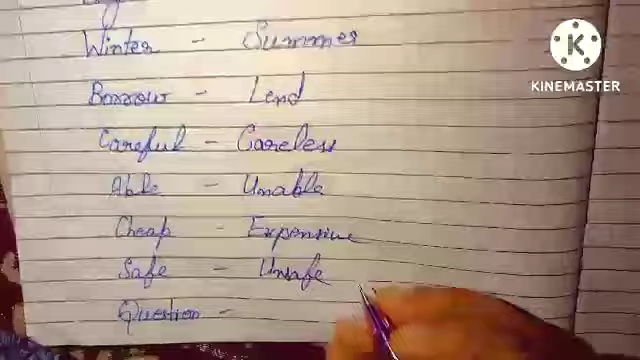 Winter - Summer
KINEMASTER
Borrow - Lend
Careful - Careless
Able - Unable
Cheap - Expensive
Safe - Unsafe
Question -